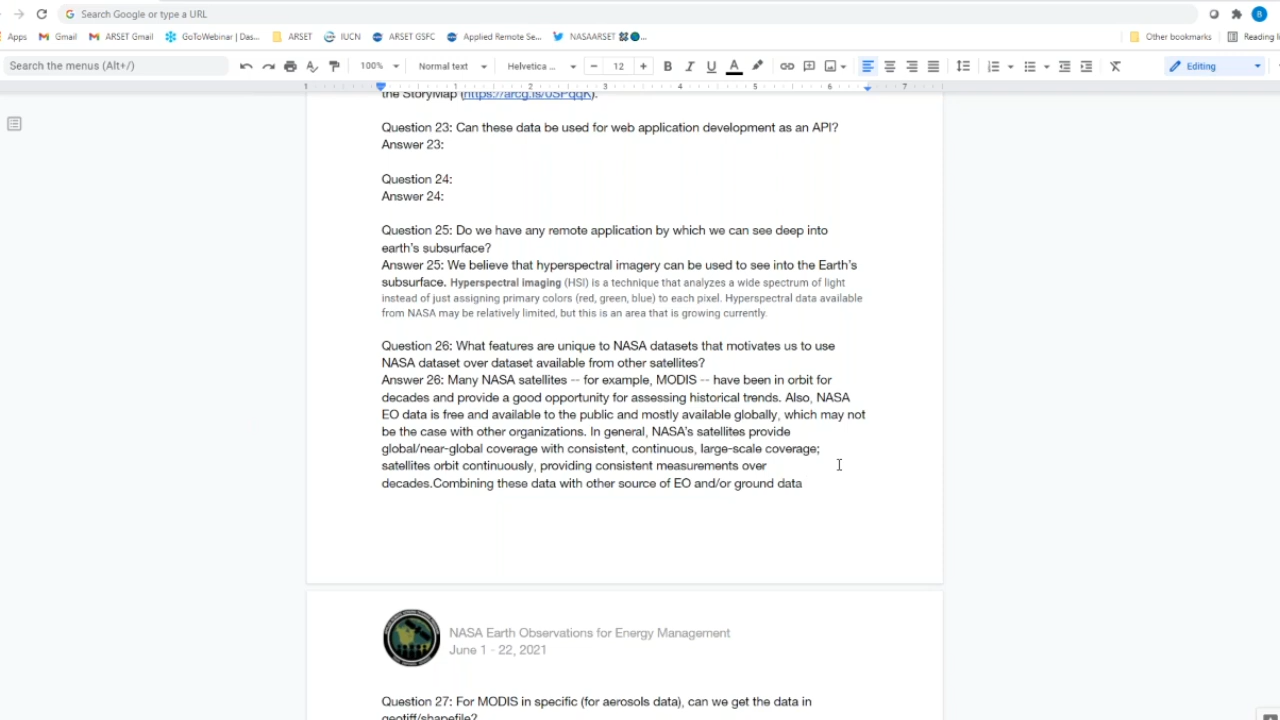 Search Google or type a URL
B
Apps
Gmail
ARSET Gmail
GoToWebinar | Das...
ARSET
IUCN
ARSET GSFC
Applied Remote Se...
NASAARSET
Other bookmarks
Reading li
Search the menus (Alt+/)
100%
Normal text
Helvetica ...
12
B
I
U
A
Editing
1
1
2
3
4
5
6
7
the StoryMap (https://arcg.is/0SPqqK).
Question 23: Can these data be used for web application development as an API?
Answer 23:
Question 24:
Answer 24:
Question 25: Do we have any remote application by which we can see deep into
earth's subsurface?
Answer 25: We believe that hyperspectral imagery can be used to see into the Earth's
subsurface. Hyperspectral imaging (HSI) is a technique that analyzes a wide spectrum of light
instead of just assigning primary colors (red, green, blue) to each pixel. Hyperspectral data available
from NASA may be relatively limited, but this is an area that is growing currently.
Question 26: What features are unique to NASA datasets that motivates us to use
NASA dataset over dataset available from other satellites?
Answer 26: Many NASA satellites -- for example, MODIS -- have been in orbit for
decades and provide a good opportunity for assessing historical trends. Also, NASA
EO data is free and available to the public and mostly available globally, which may not
be the case with other organizations. In general, NASA's satellites provide
global/near-global coverage with consistent, continuous, large-scale coverage;
satellites orbit continuously, providing consistent measurements over
decades.Combining these data with other source of EO and/or ground data
NASA Earth Observations for Energy Management
June 1 - 22, 2021
Question 27: For MODIS in specific (for aerosols data), can we get the data in
geotiff/shapefile?